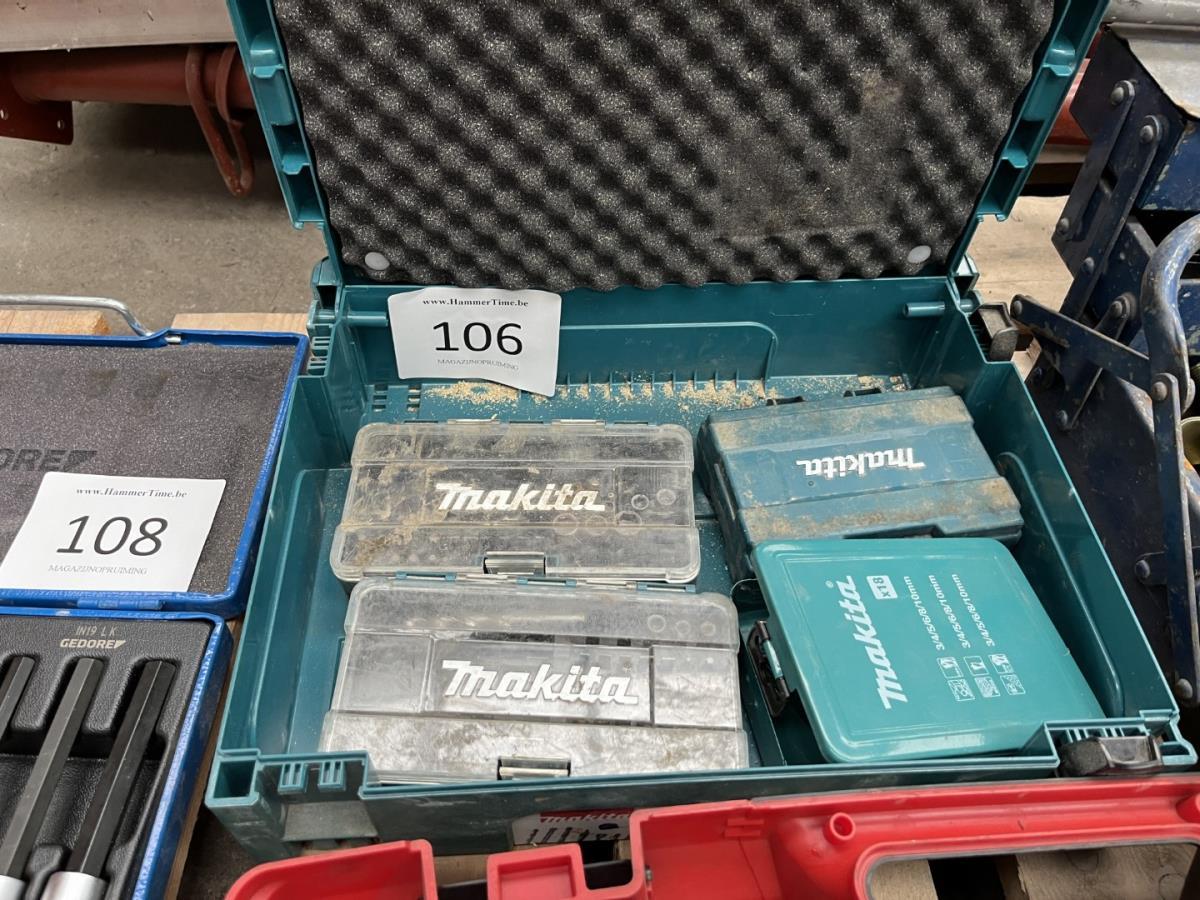 www.HammerTime.be
106
MAGAZIJNOPRUIMING
makita
makita
makita
makita
X18
3/4/5/6/8/10mm
3/4/5/6/8/10mm
3/4/5/6/8/10mm
www.HammerTime.be
108
MAGAZIJNOPRUIMING
IN19 LK
GEDORE
makita